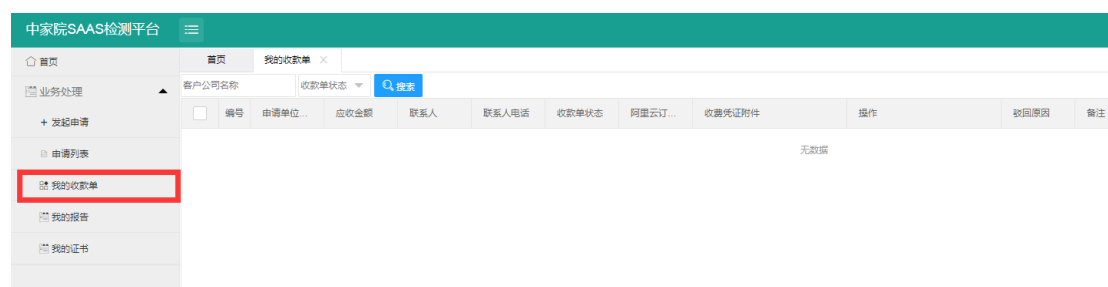 中家院SAAS检测平台
首页
首页 我的收款单
业务处理
客户公司名称 收款单状态 搜索
编号 申请单位... 应收金额 联系人 联系人电话 收款单状态 阿里云订... 收费凭证附件 操作 驳回原因 备注
+ 发起申请
无数据
申请列表
我的收款单
我的报告
我的证书